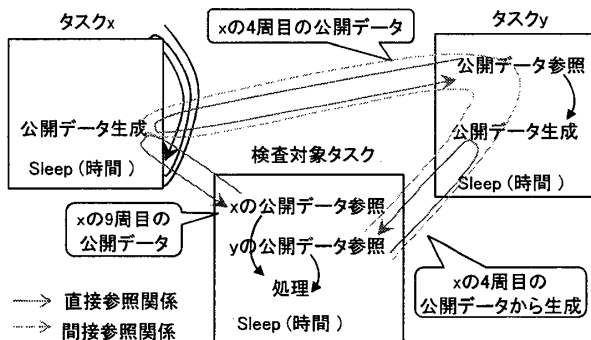 タスクx
xの4周目の公開データ
タスクy
公開データ参照
公開データ生成
Sleep(時間)
公開データ生成
Sleep(時間)
検査対象タスク
xの公開データ参照
yの公開データ参照
処理
Sleep(時間)
xの9周目の
公開データ
xの4周目の
公開データから生成
直接参照関係
間接参照関係